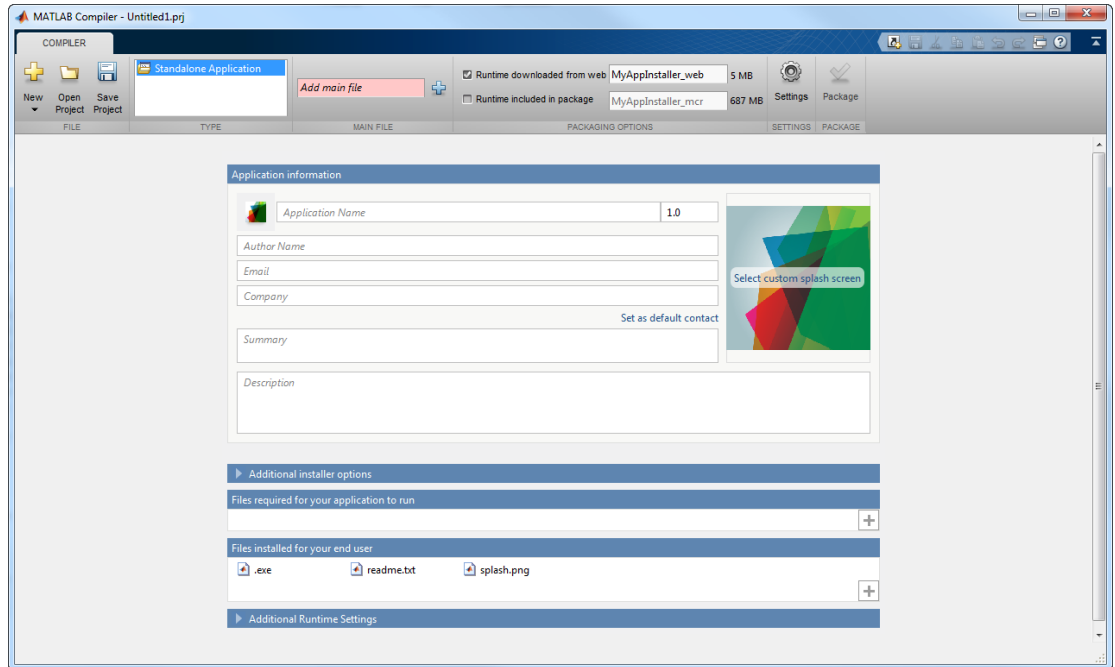 MATLAB Compiler - Untitled1.prj
COMPILER
New
Open Project
Save Project
FILE
Standalone Application
TYPE
Add main file
MAIN FILE
Runtime downloaded from web MyAppInstaller_web 5 MB
Runtime included in package MyAppInstaller_mcr 687 MB
PACKAGING OPTIONS
Settings
SETTINGS
Package
PACKAGE
Application information
Application Name 1.0
Author Name
Email
Company
Set as default contact
Summary
Select custom splash screen
Description
Additional installer options
Files required for your application to run
Files installed for your end user
.exe readme.txt splash.png
Additional Runtime Settings